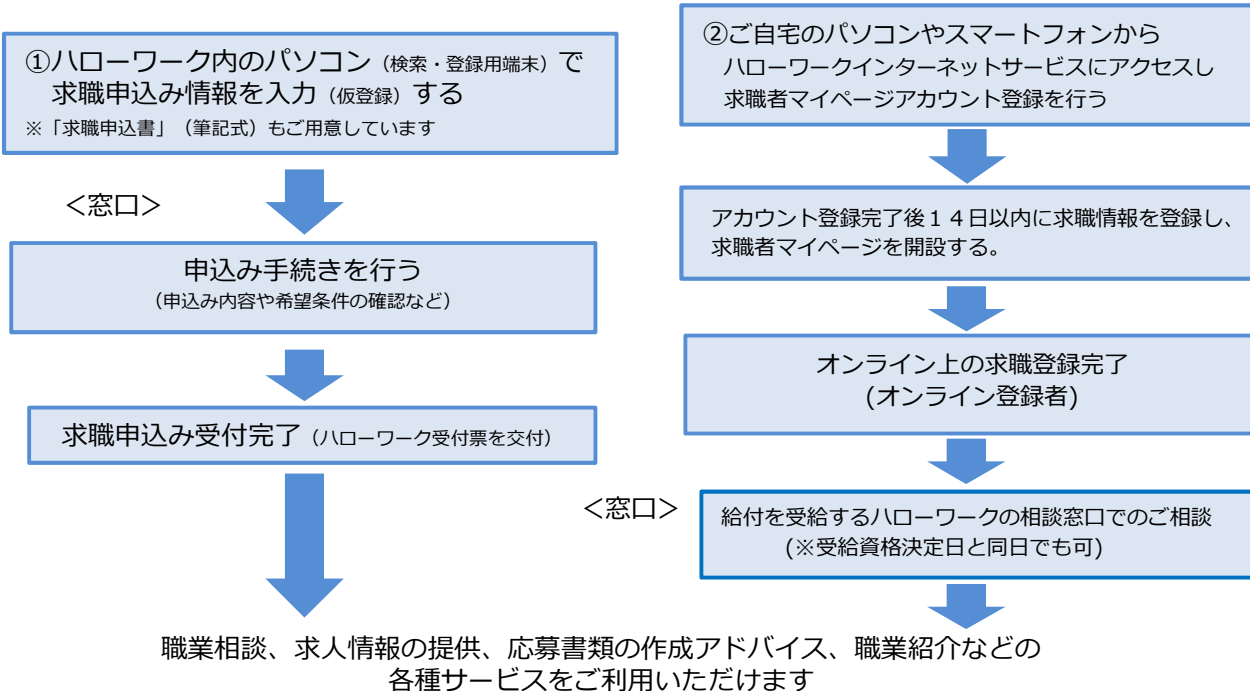 ①ハローワーク内のパソコン（検索・登録用端末）で
求職申込み情報を入力（仮登録）する
※「求職申込書」（筆記式）もご用意しています
＜窓口＞
申込み手続きを行う
（申込み内容や希望条件の確認など）
求職申込み受付完了（ハローワーク受付票を交付）
②ご自宅のパソコンやスマートフォンから
ハローワークインターネットサービスにアクセスし
求職者マイページアカウント登録を行う
アカウント登録完了後１４日以内に求職情報を登録し、
求職者マイページを開設する。
オンライン上の求職登録完了
(オンライン登録者)
＜窓口＞
給付を受給するハローワークの相談窓口でのご相談
(※受給資格決定日と同日でも可)
職業相談、求人情報の提供、応募書類の作成アドバイス、職業紹介などの
各種サービスをご利用いただけます